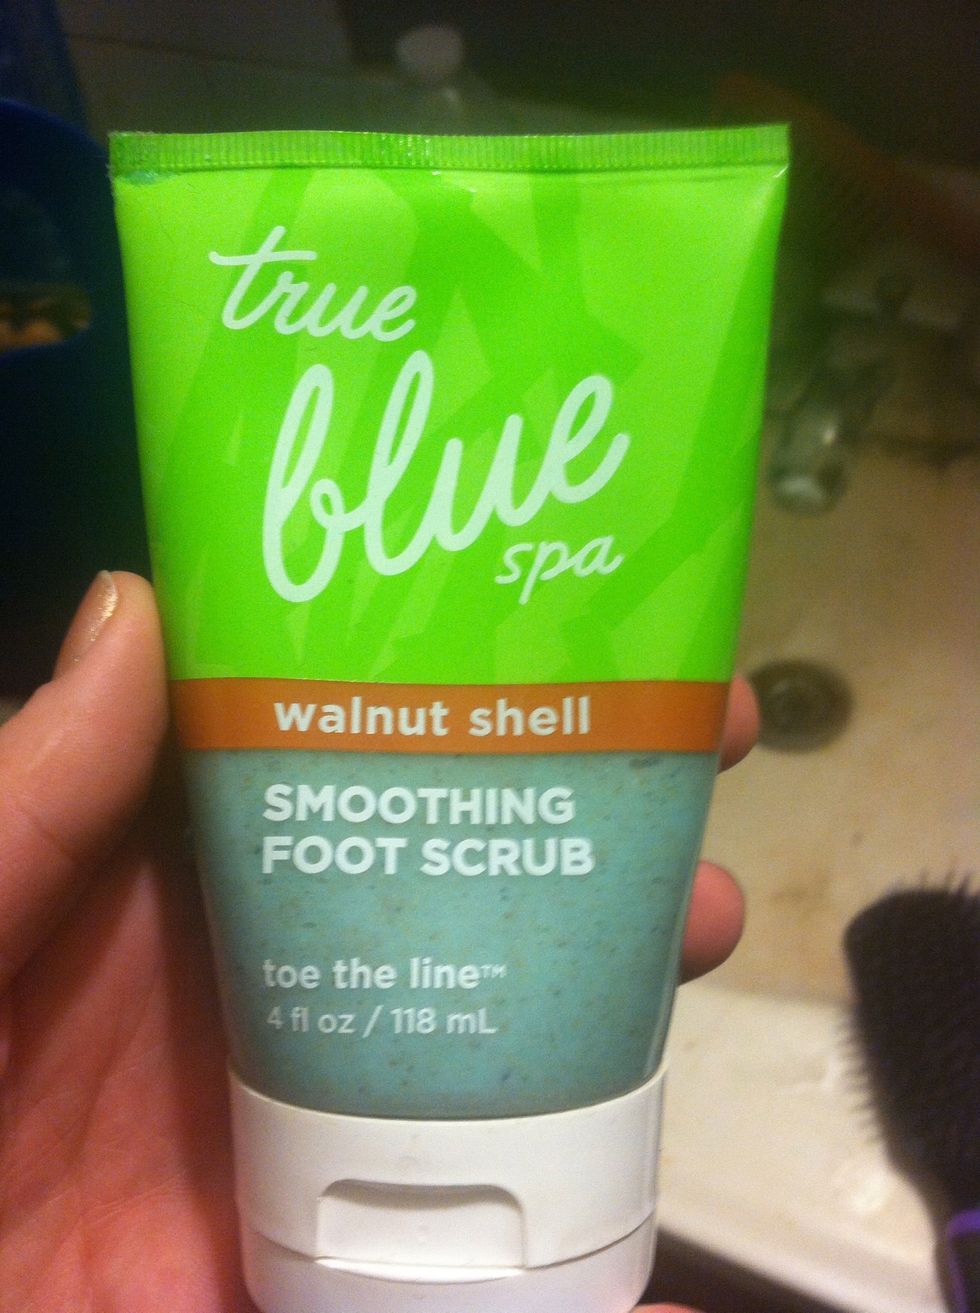 true
blue
spa
walnut shell
SMOOTHING
FOOT SCRUB
toe the line™
4 fl oz / 118 mL